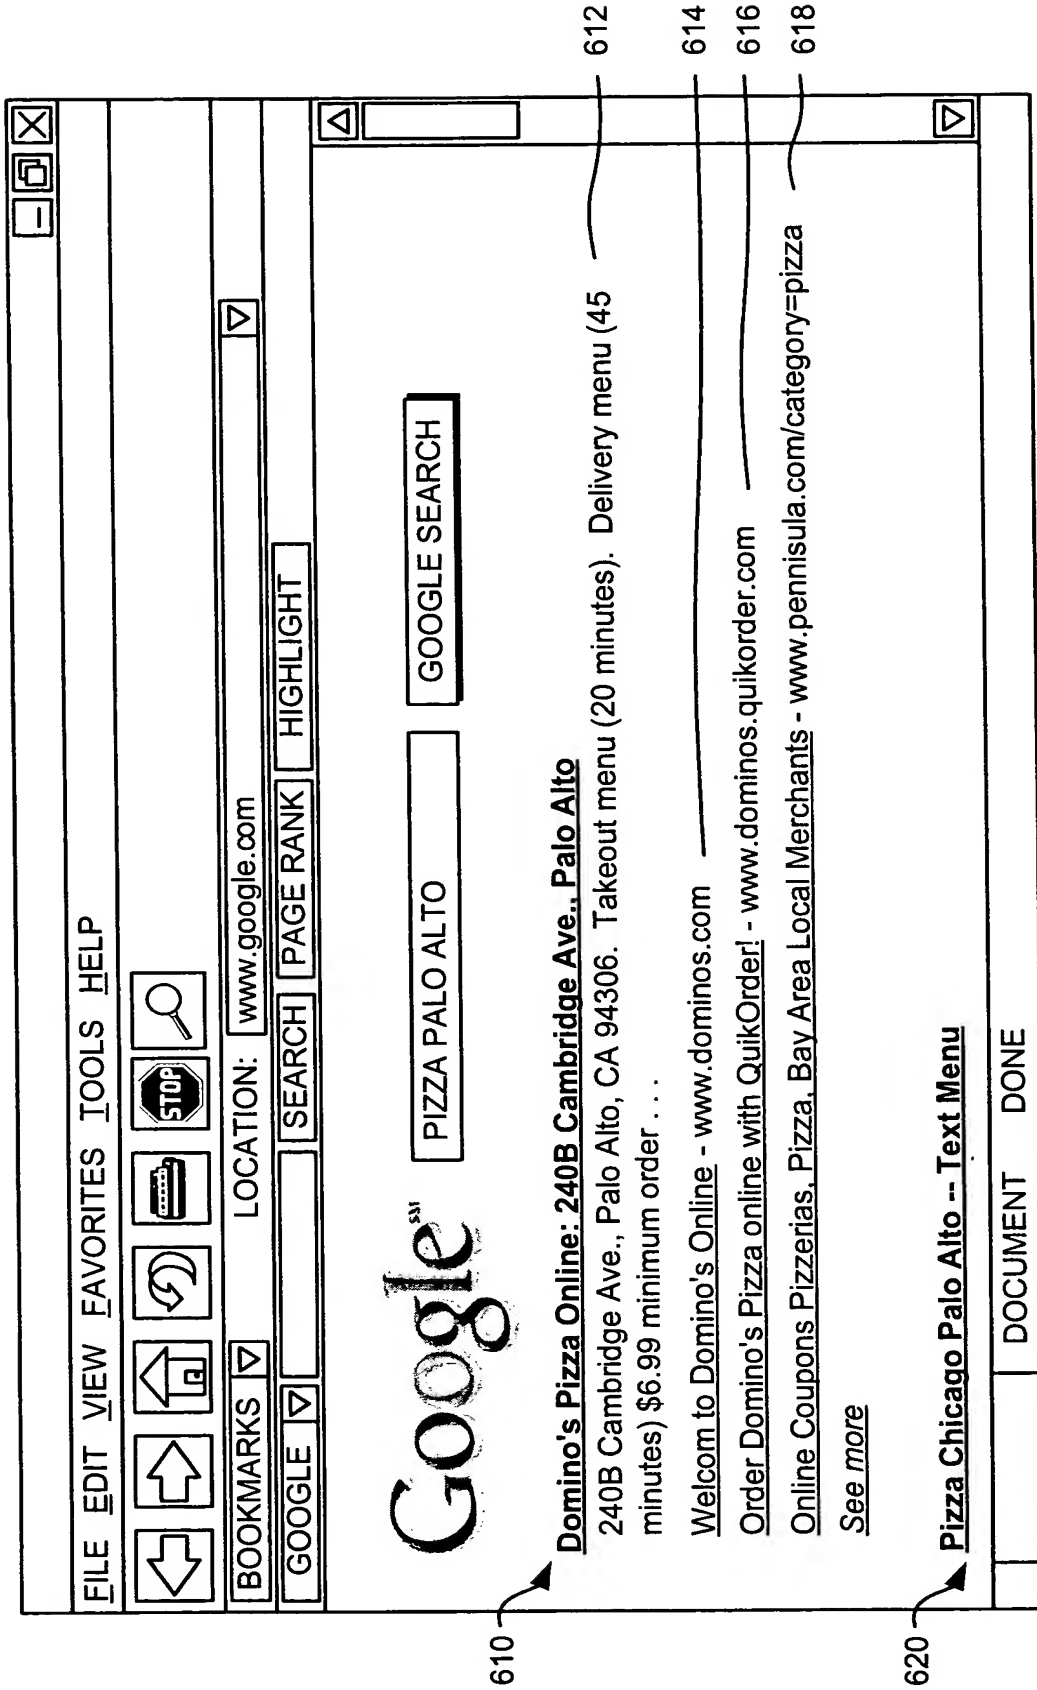 FILE EDIT VIEW FAVORITES TOOLS HELP
STOP
BOOKMARKS LOCATION: www.google.com
GOOGLE SEARCH PAGE RANK HIGHLIGHT
Google SM PIZZA PALO ALTO GOOGLE SEARCH
610
Domino's Pizza Online: 240B Cambridge Ave., Palo Alto
240B Cambridge Ave., Palo Alto, CA 94306. Takeout menu (20 minutes). Delivery menu (45 612
minutes) $6.99 minimum order . . .
Welcom to Domino's Online - www.dominos.com 614
Order Domino's Pizza online with QuikOrder! - www.dominos.quikorder.com 616
Online Coupons Pizzerias, Pizza, Bay Area Local Merchants - www.pennisula.com/category=pizza 618
See more
620
Pizza Chicago Palo Alto -- Text Menu
DOCUMENT DONE